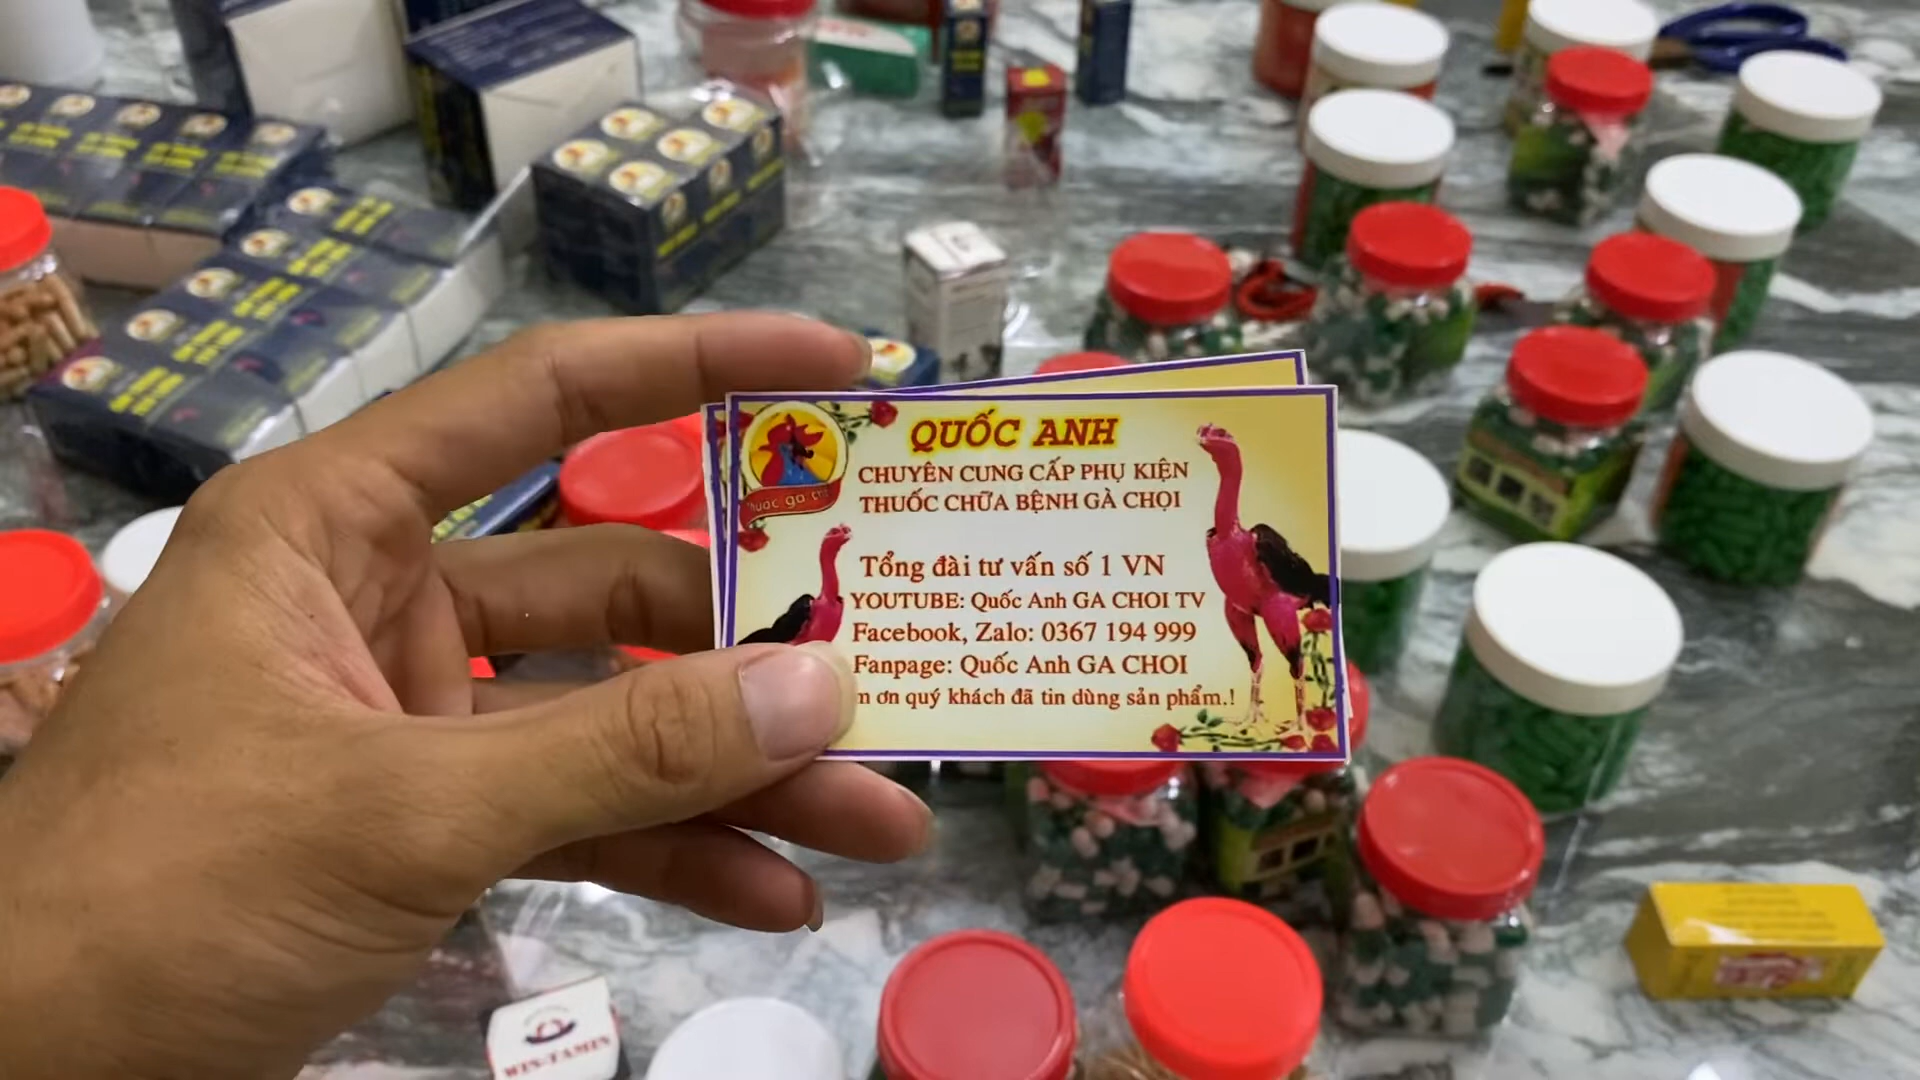 QUỐC ANH
CHUYÊN CUNG CẤP PHỤ KIỆN
THUỐC CHỮA BỆNH GÀ CHỌI
Tổng đài tư vấn số 1 VN
YOUTUBE: Quốc Anh GA CHOI TV
Facebook, Zalo: 0367 194 999
Fanpage: Quốc Anh GA CHOI
ơn quý khách đã tin dùng sản phẩm.!
WIN-TAMIN